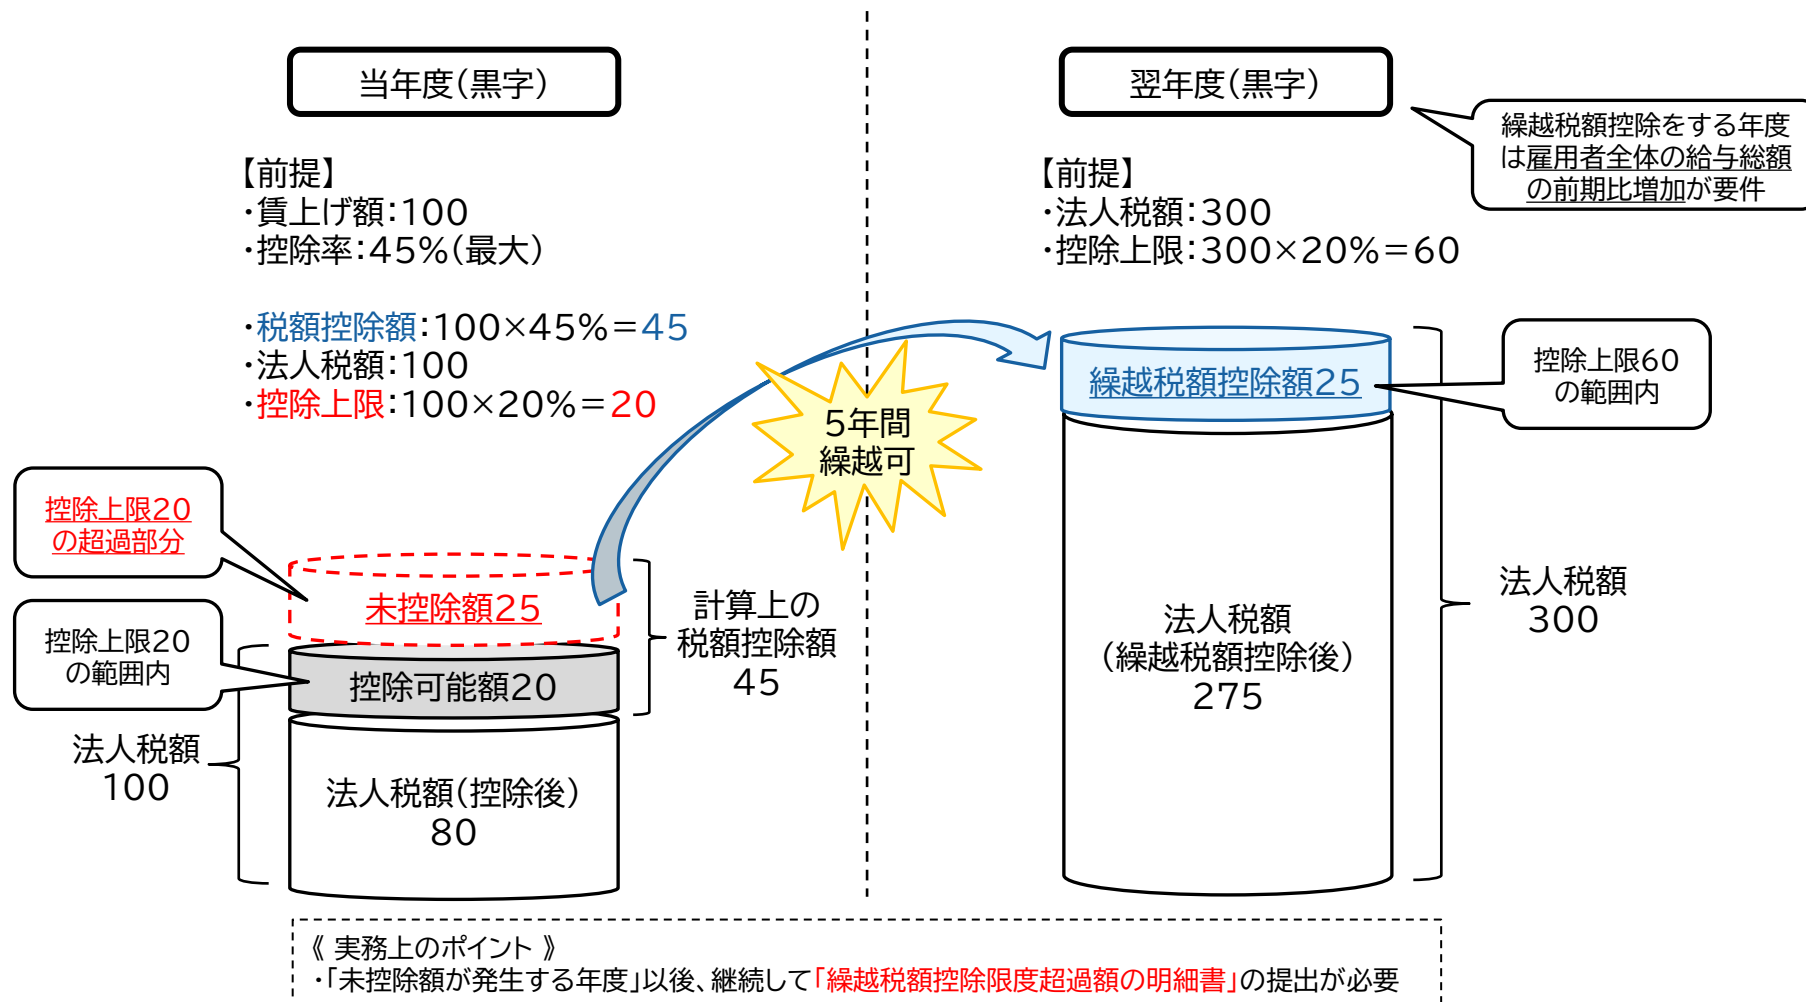 当年度(黒字)
【前提】
・賃上げ額：100
・控除率：45%(最大)
・税額控除額：100×45%＝45
・法人税額：100
・控除上限：100×20%＝20
控除上限20
の超過部分
未控除額25
控除上限20
の範囲内
控除可能額20
計算上の
税額控除額
45
法人税額
100
法人税額(控除後)
80
5年間
繰越可
翌年度(黒字)
繰越税額控除をする年度
は雇用者全体の給与総額
の前期比増加が要件
【前提】
・法人税額：300
・控除上限：300×20%＝60
繰越税額控除額25
控除上限60
の範囲内
法人税額
(繰越税額控除後)
275
法人税額
300
《 実務上のポイント 》
・「未控除額が発生する年度」以後、継続して「繰越税額控除限度超過額の明細書」の提出が必要